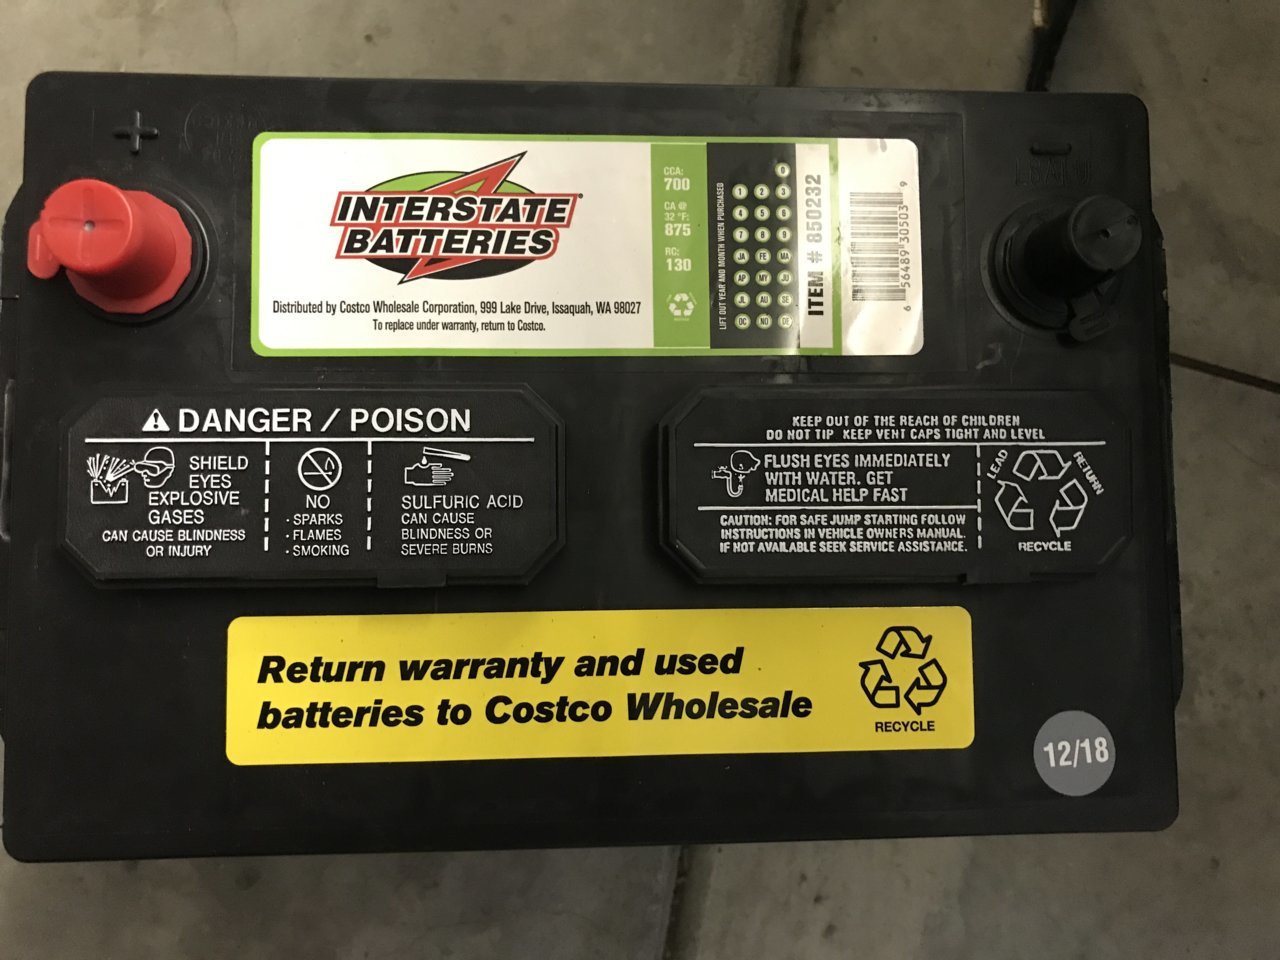 +
INTERSTATE
BATTERIES®
Distributed by Costco Wholesale Corporation, 999 Lake Drive, Issaquah, WA 98027
To replace under warranty, return to Costco.
CCA:
700
CA @
32 °F:
875
RC:
130
LIFT OUT YEAR AND MONTH WHEN PURCHASED
0
1 2 3
4 5 6
7 8 9
JA FE MA
AP MY JU
JL AU SE
OC NO DE
ITEM # 850232
6 56489 30503 9
DANGER / POISON
SHIELD
EYES
EXPLOSIVE
GASES
CAN CAUSE BLINDNESS
OR INJURY
NO
· SPARKS
· FLAMES
· SMOKING
SULFURIC ACID
CAN CAUSE
BLINDNESS OR
SEVERE BURNS
KEEP OUT OF THE REACH OF CHILDREN
DO NOT TIP KEEP VENT CAPS TIGHT AND LEVEL
FLUSH EYES IMMEDIATELY
WITH WATER. GET
MEDICAL HELP FAST
CAUTION: FOR SAFE JUMP STARTING FOLLOW
INSTRUCTIONS IN VEHICLE OWNERS MANUAL.
IF NOT AVAILABLE SEEK SERVICE ASSISTANCE.
LEAD
RETURN
RECYCLE
Return warranty and used
batteries to Costco Wholesale
RECYCLE
12/18